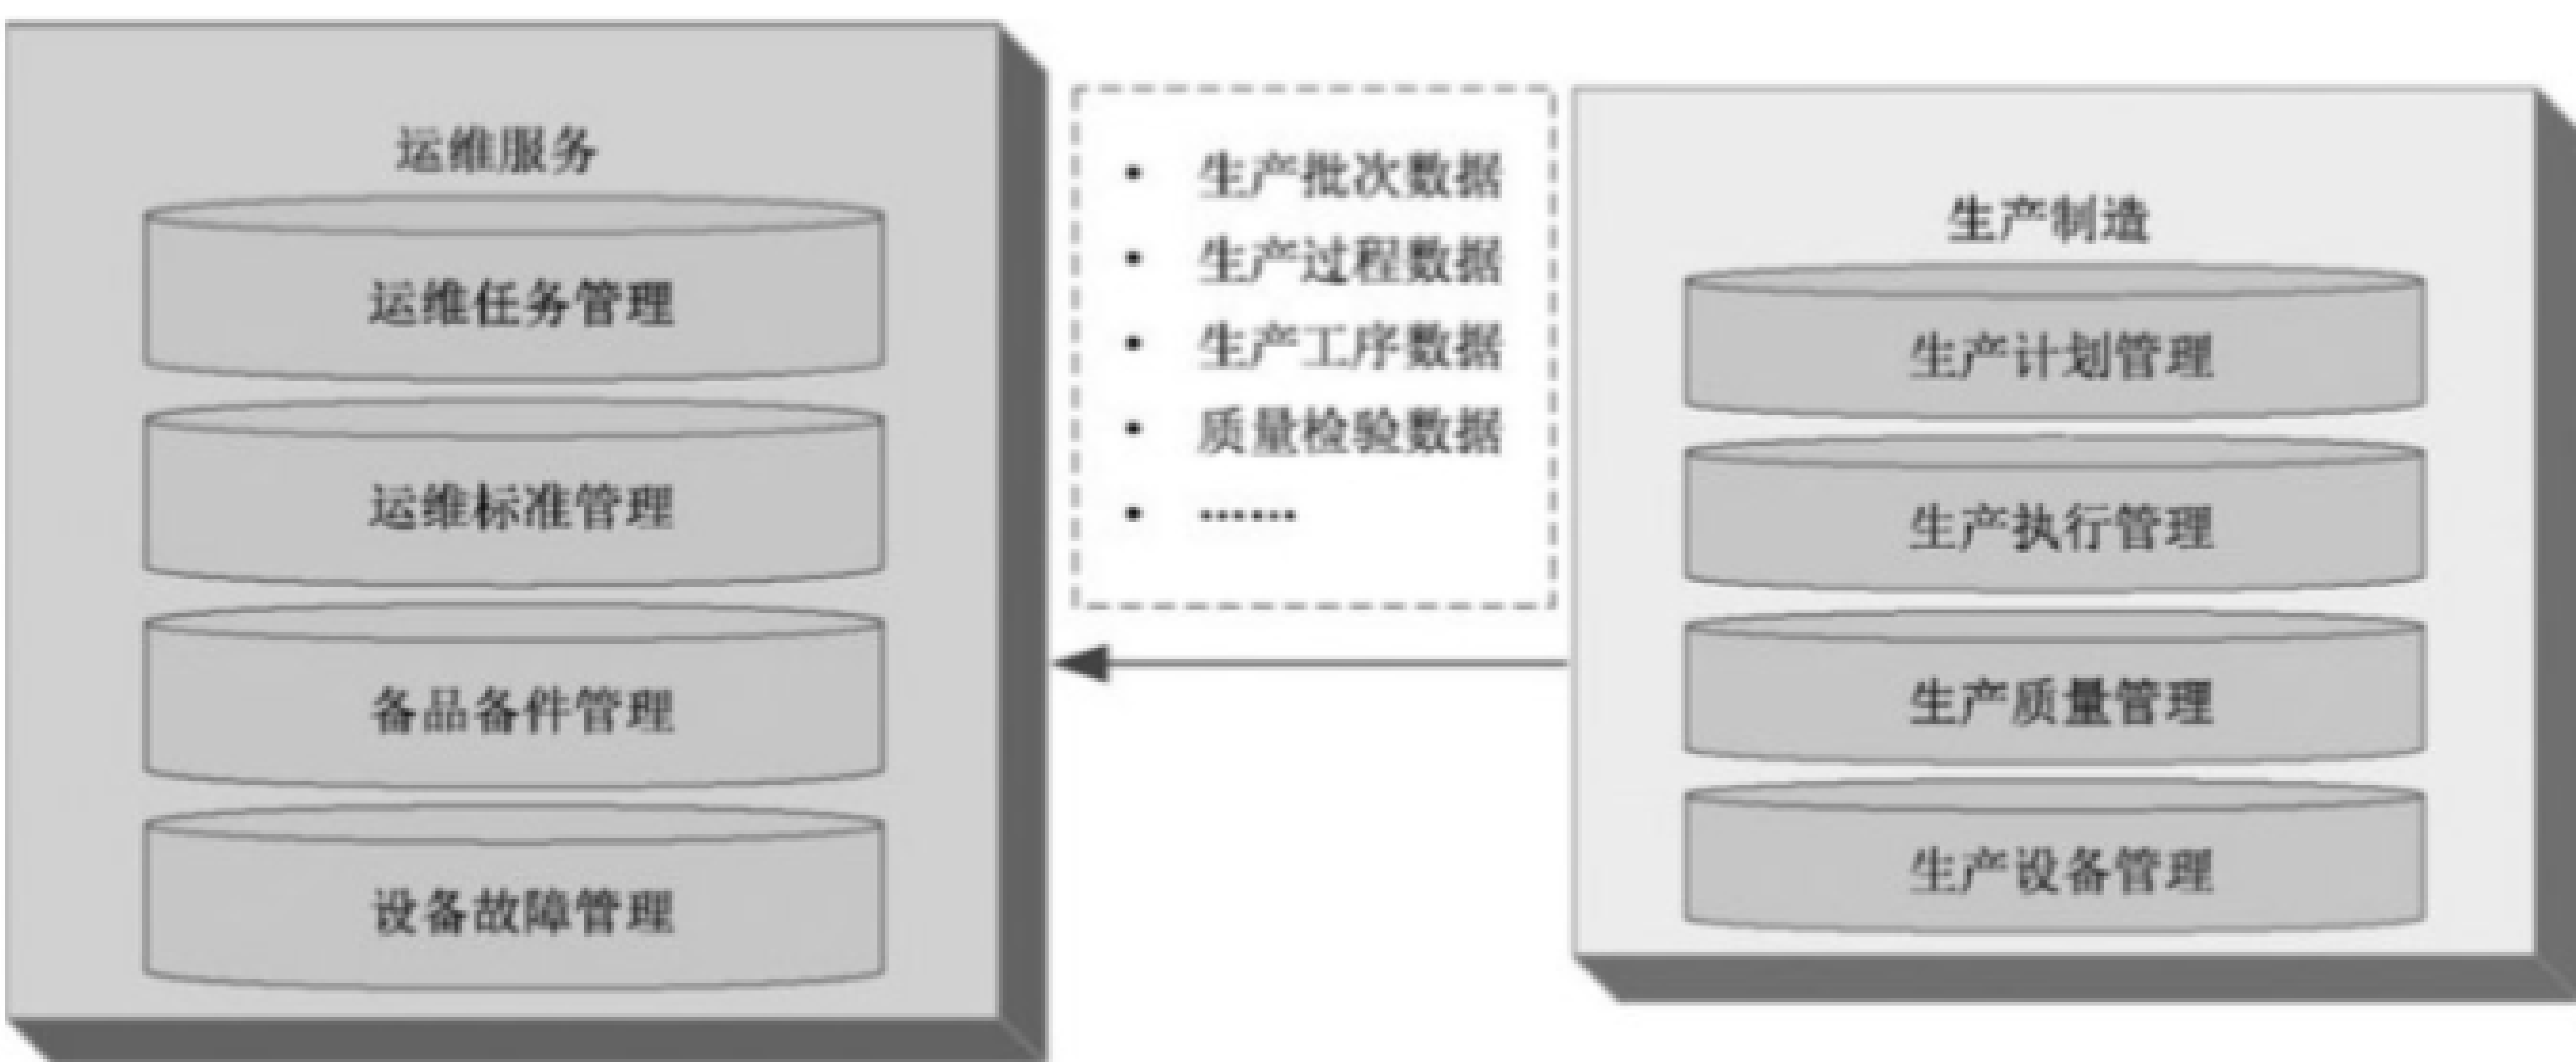 运维服务
运维任务管理
运维标准管理
备品备件管理
设备故障管理
• 生产批次数据
• 生产过程数据
• 生产工序数据
• 质量检验数据
• ……
生产制造
生产计划管理
生产执行管理
生产质量管理
生产设备管理